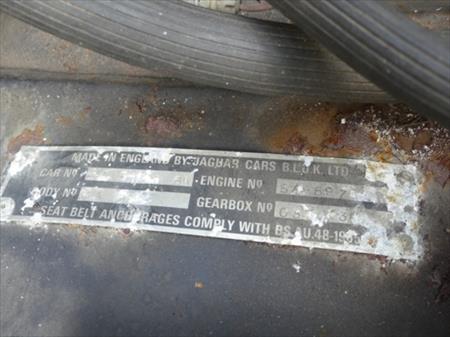 MADE IN ENGLAND BY JAGUAR CARS B.L.U.K. LTD.
CAR Nº ENGINE Nº
BODY Nº GEARBOX Nº
SEAT BELT ANCHORAGES COMPLY WITH BS. AU.48-1965